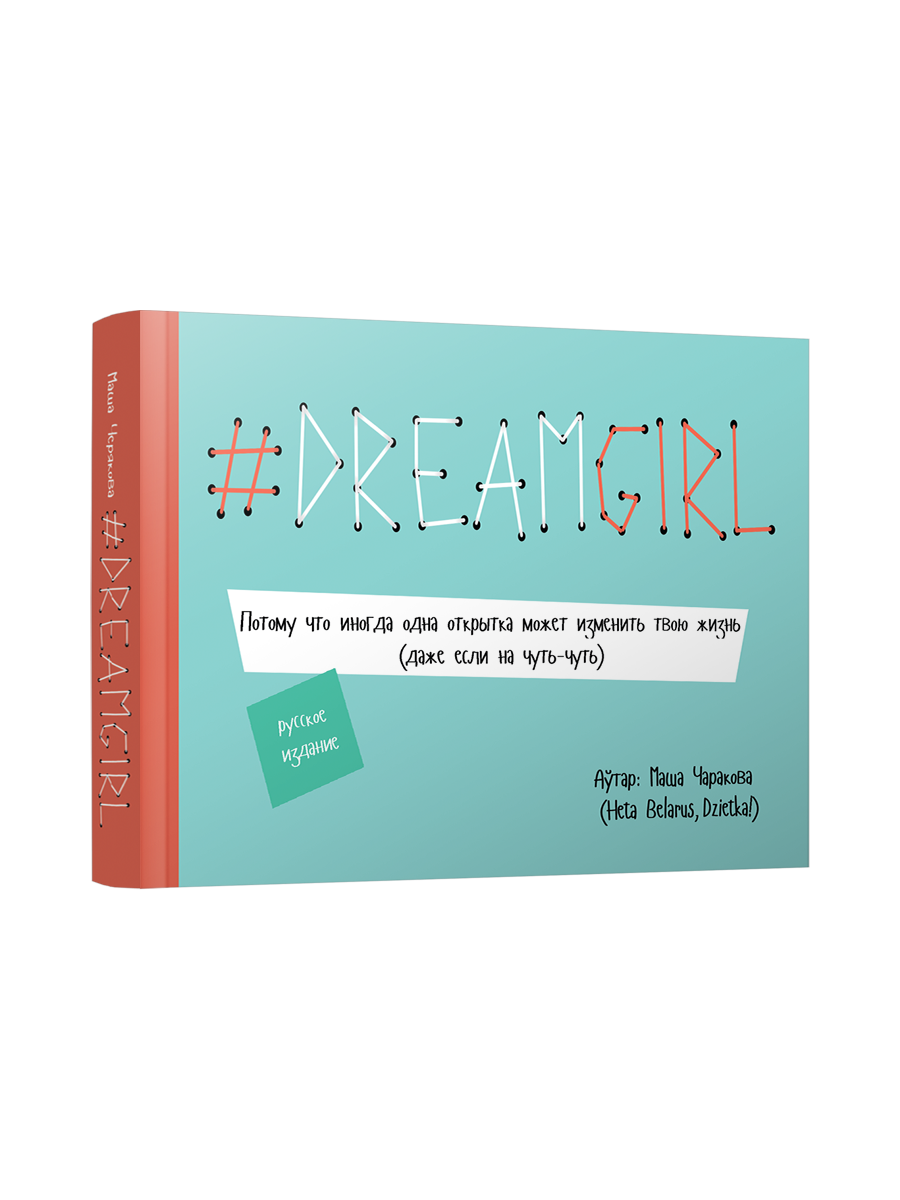 Маша Чаракова #DREAMGIRL
#DREAMGIRL
Потому что иногда одна открытка может изменить твою жизнь
(даже если на чуть-чуть)
русское
издание
Аўтар: Маша Чаракова
(Heta Belarus, Dzietka!)